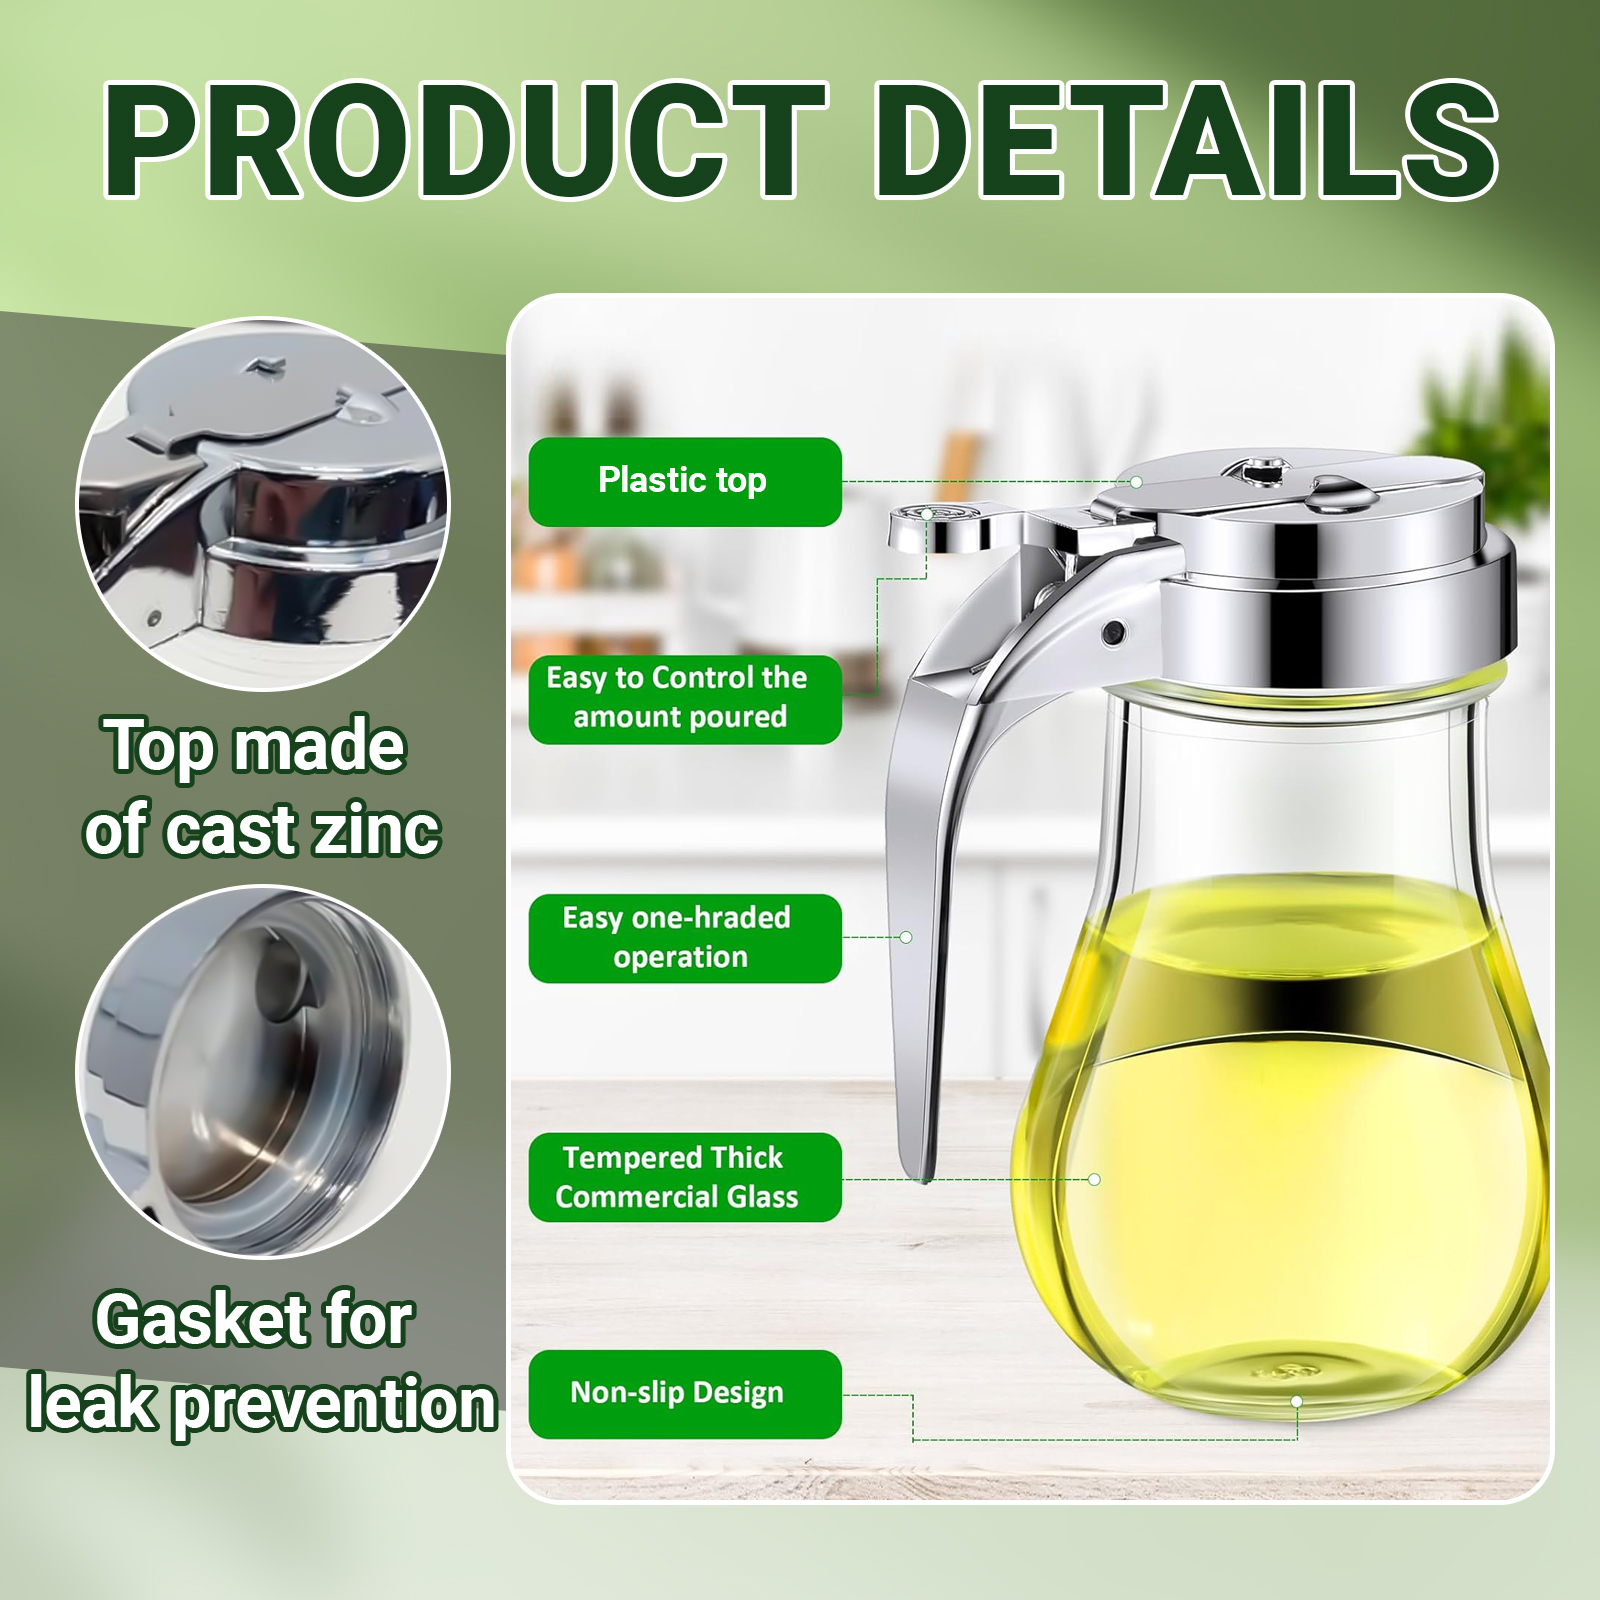 PRODUCT DETAILS
Top made
of cast zinc
Gasket for
leak prevention
Plastic top
Easy to Control the
amount poured
Easy one-hraded
operation
Tempered Thick
Commercial Glass
Non-slip Design